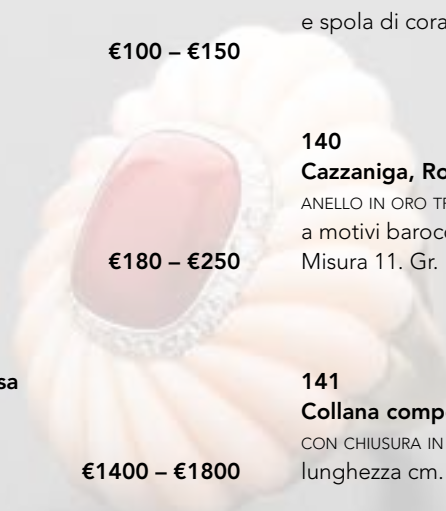 €100 – €150
€180 – €250
sa
€1400 – €1800
e spola di cora
140
Cazzaniga, Ro
ANELLO IN ORO TR
a motivi barocc
Misura 11. Gr.
141
Collana comp
CON CHIUSURA IN
lunghezza cm.